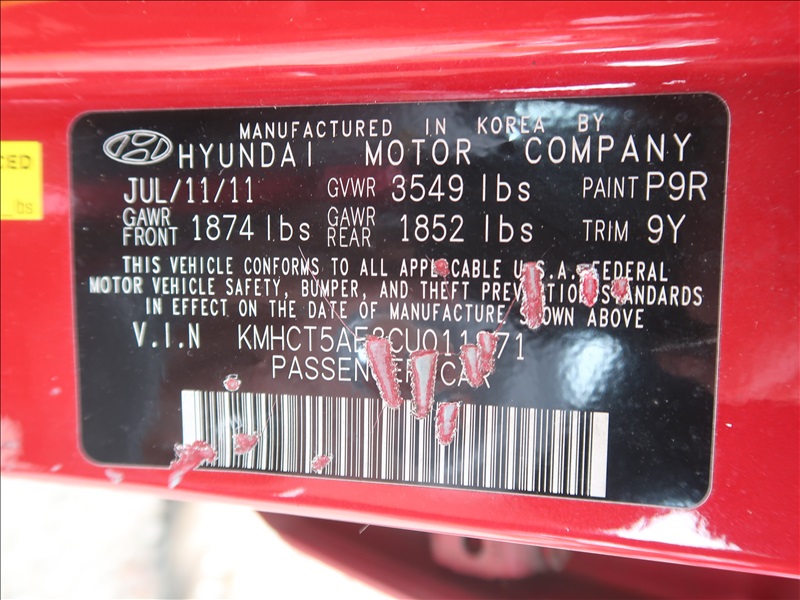 MANUFACTURED IN KOREA BY
HYUNDAI MOTOR COMPANY
JUL/11/11 GVWR 3549 lbs PAINT P9R
GAWR FRONT 1874 lbs GAWR REAR 1852 lbs TRIM 9Y
THIS VEHICLE CONFORMS TO ALL APPLICABLE U.S.A. FEDERAL
MOTOR VEHICLE SAFETY, BUMPER, AND THEFT PREVENTION STANDARDS
IN EFFECT ON THE DATE OF MANUFACTURE SHOWN ABOVE
V.I.N
PASSENGER CAR
lbs